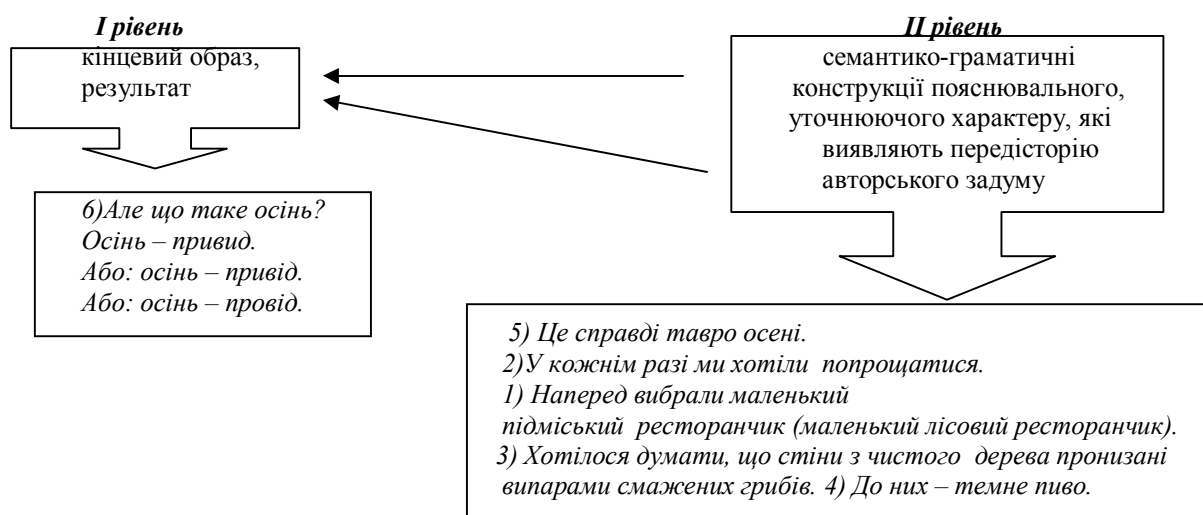 І рівень
кінцевий образ,
результат
6)Але що таке осінь?
Осінь – привид.
Або: осінь – привід.
Або: осінь – провід.
ІІ рівень
семантико-граматичні
конструкції пояснювального,
уточнюючого характеру, які
виявляють передісторію
авторського задуму
5) Це справді тавро осені.
2)У кожнім разі ми хотіли попрощатися.
1) Наперед вибрали маленький
підміський ресторанчик (маленький лісовий ресторанчик).
3) Хотілося думати, що стіни з чистого дерева пронизані
випарами смажених грибів. 4) До них – темне пиво.